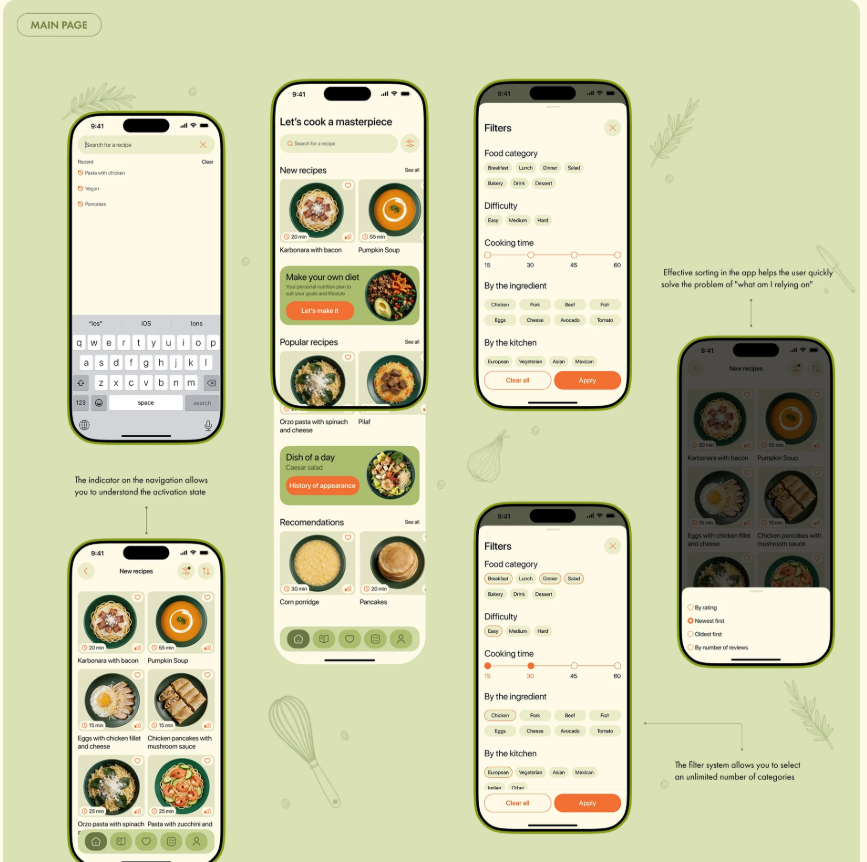 MAIN PAGE
9:41
Search for a recipe
Recent
Clear
Pasta with chicken
Vegan
Pancakes
"ios"
iOS
Ions
q w e r t y u i o p
a s d f g h j k l
z x c v b n m
123
space
search
The indicator on the navigation allows
you to understand the activation state
9:41
New recipes
20 min
55 min
Karbonara with bacon
Pumpkin Soup
15 min
15 min
Eggs with chicken fillet
and cheese
Chicken pancakes with
mushroom sauce
25 min
25 min
Orzo pasta with spinach
Pasta with zucchini and
9:41
Let's cook a masterpiece
Search for a recipe
New recipes
See all
20 min
55 min
Karbonara with bacon
Pumpkin Soup
Make your own diet
Your personal nutrition plan to
suit your goals and lifestyle
Let's make it
Popular recipes
See all
Orzo pasta with spinach
and cheese
Pilaf
Dish of a day
Caesar salad
History of appearance
Recomendations
See all
30 min
20 min
Corn porridge
Pancakes
9:41
Filters
Food category
Breakfast Lunch Dinner Salad
Bakery Drink Dessert
Difficulty
Easy Medium Hard
Cooking time
15 30 45 60
By the ingredient
Chicken Pork Beef Fish
Eggs Cheese Avocado Tomato
By the kitchen
European Vegetarian Asian Mexican
Clear all
Apply
9:41
Filters
Food category
Breakfast Lunch Dinner Salad
Bakery Drink Dessert
Difficulty
Easy Medium Hard
Cooking time
15 30 45 60
By the ingredient
Chicken Pork Beef Fish
Eggs Cheese Avocado Tomato
By the kitchen
European Vegetarian Asian Mexican
Indian Other
Clear all
Apply
Effective sorting in the app helps the user quickly
solve the problem of "what am I relying on"
9:41
New recipes
20 min
55 min
Karbonara with bacon
Pumpkin Soup
15 min
15 min
Eggs with chicken fillet
and cheese
Chicken pancakes with
mushroom sauce
By rating
Newest first
Oldest first
By number of reviews
The filter system allows you to select
an unlimited number of categories